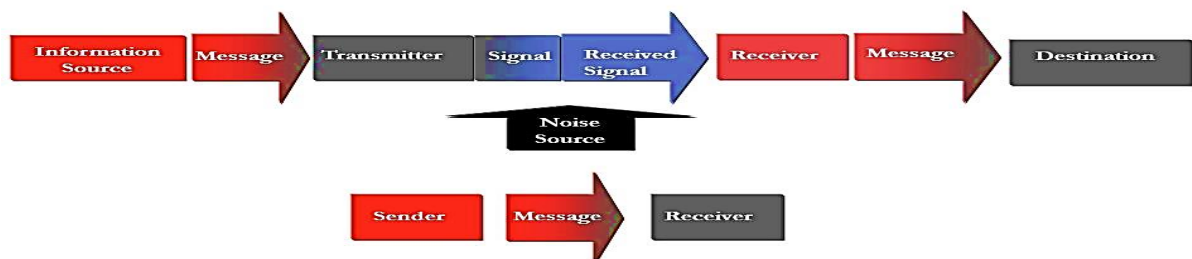 Information
Source
Message
Transmitter
Signal
Received
Signal
Receiver
Message
Destination
Noise
Source
Sender
Message
Receiver